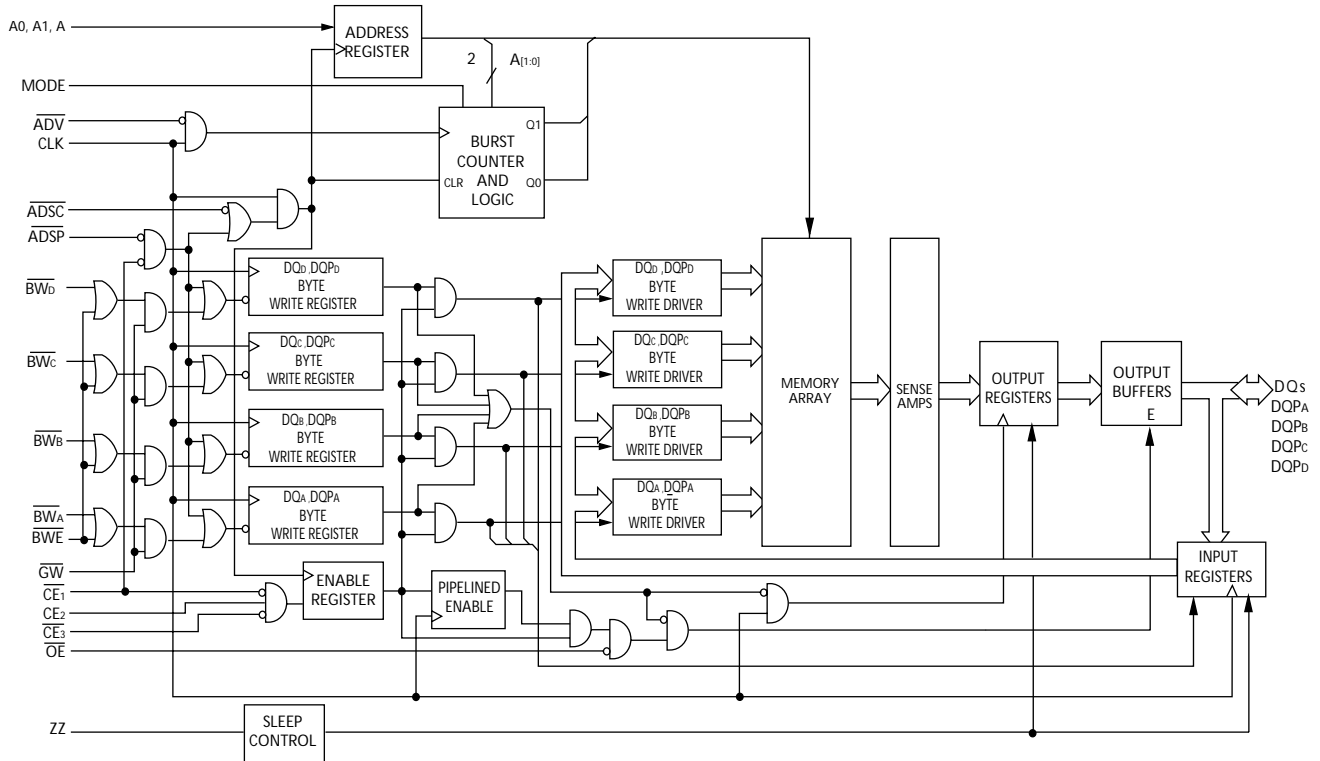 A0, A1, A
ADDRESS
REGISTER
2
A[1:0]
MODE
ADV
CLK
BURST
COUNTER
AND
LOGIC
CLR
Q1
Q0
ADSC
ADSP
BWD
BWC
BWB
BWA
BWE
GW
CE1
CE2
CE3
OE
DQD ,DQPD
BYTE
WRITE REGISTER
DQC ,DQPC
BYTE
WRITE REGISTER
DQB ,DQPB
BYTE
WRITE REGISTER
DQA ,DQPA
BYTE
WRITE REGISTER
ENABLE
REGISTER
PIPELINED
ENABLE
DQD ,DQPD
BYTE
WRITE DRIVER
DQC ,DQPC
BYTE
WRITE DRIVER
DQB ,DQPB
BYTE
WRITE DRIVER
DQA ,DQPA
BYTE
WRITE DRIVER
MEMORY
ARRAY
SENSE
AMPS
OUTPUT
REGISTERS
OUTPUT
BUFFERS
E
DQs
DQPA
DQPB
DQPC
DQPD
INPUT
REGISTERS
ZZ
SLEEP
CONTROL